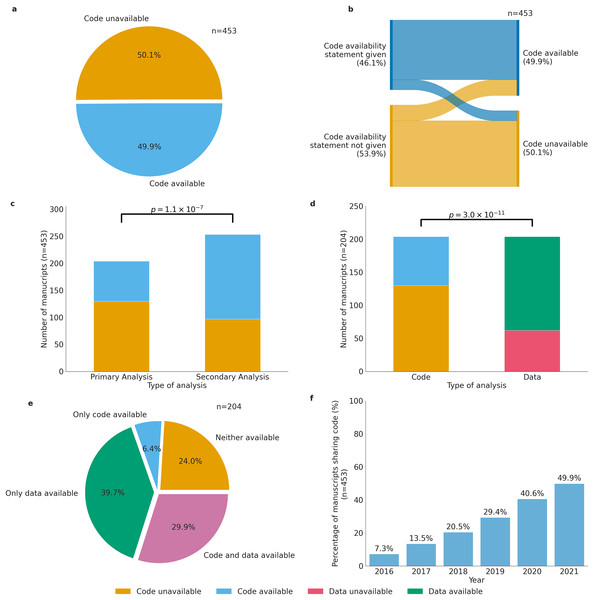 a
Code unavailable
n=453
50.1%
49.9%
Code available
b
n=453
Code availability
statement given
(46.1%)
Code available
(49.9%)
Code availability
statement not given
(53.9%)
Code unavailable
(50.1%)
c
p = 1.1 × 10⁻⁷
Number of manucripts (n=453)
300
250
200
150
100
50
0
Primary Analysis
Secondary Analysis
Type of analysis
d
p = 3.0 × 10⁻¹¹
Number of manucripts (n=204)
250
200
150
100
50
0
Code
Data
Type of analysis
e
n=204
Only code available
6.4%
Neither available
24.0%
Only data available
39.7%
29.9%
Code and data available
f
Percentage of manuscripts sharing code (%)
(n=453)
100
80
60
40
20
0
7.3%
13.5%
20.5%
29.4%
40.6%
49.9%
2016
2017
2018
2019
2020
2021
Year
Code unavailable
Code available
Data unavailable
Data available